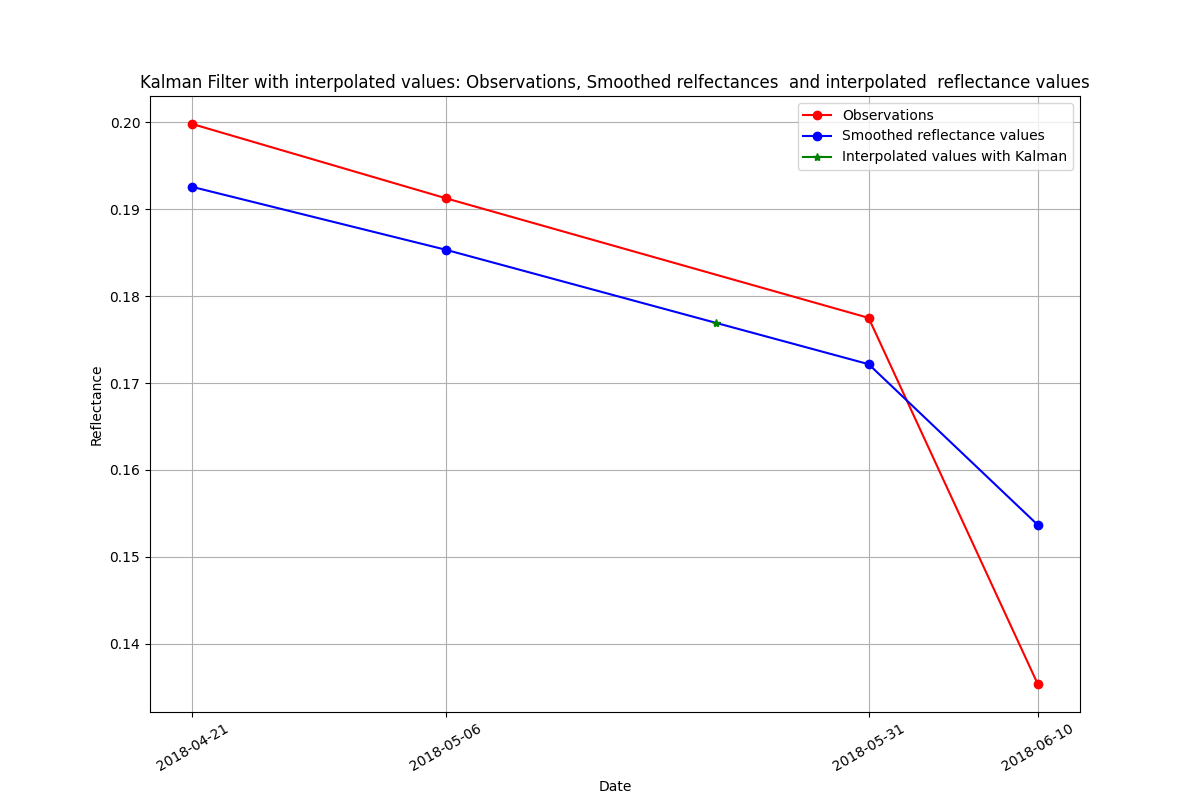 Kalman Filter with interpolated values: Observations, Smoothed relfectances  and interpolated  reflectance values
Observations
Smoothed reflectance values
Interpolated values with Kalman
0.20
0.19
0.18
0.17
0.16
0.15
0.14
Reflectance
2018-04-21
2018-05-06
2018-05-31
2018-06-10
Date